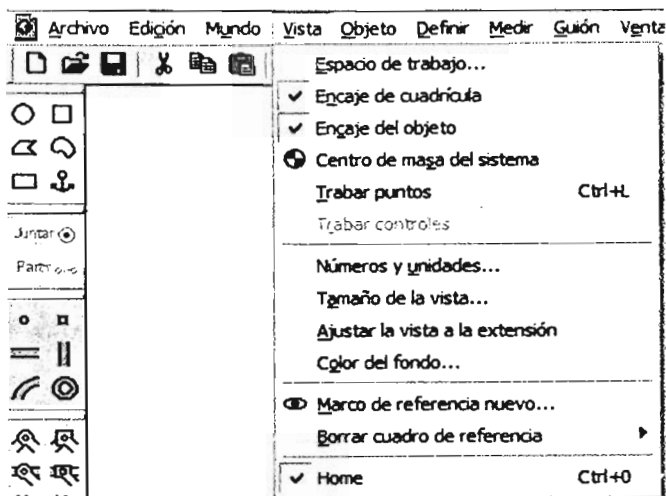 Archivo Edición Mundo Vista Objeto Definir Medir Guión Venta
Espacio de trabajo...
Encaje de cuadrícula
Encaje del objeto
Centro de masa del sistema
Trabar puntos Ctrl+L
Trabar controles
Juntar
Números y unidades...
Tamaño de la vista...
Ajustar la vista a la extensión
Color del fondo...
Marco de referencia nuevo...
Borrar cuadro de referencia
Home Ctrl+0